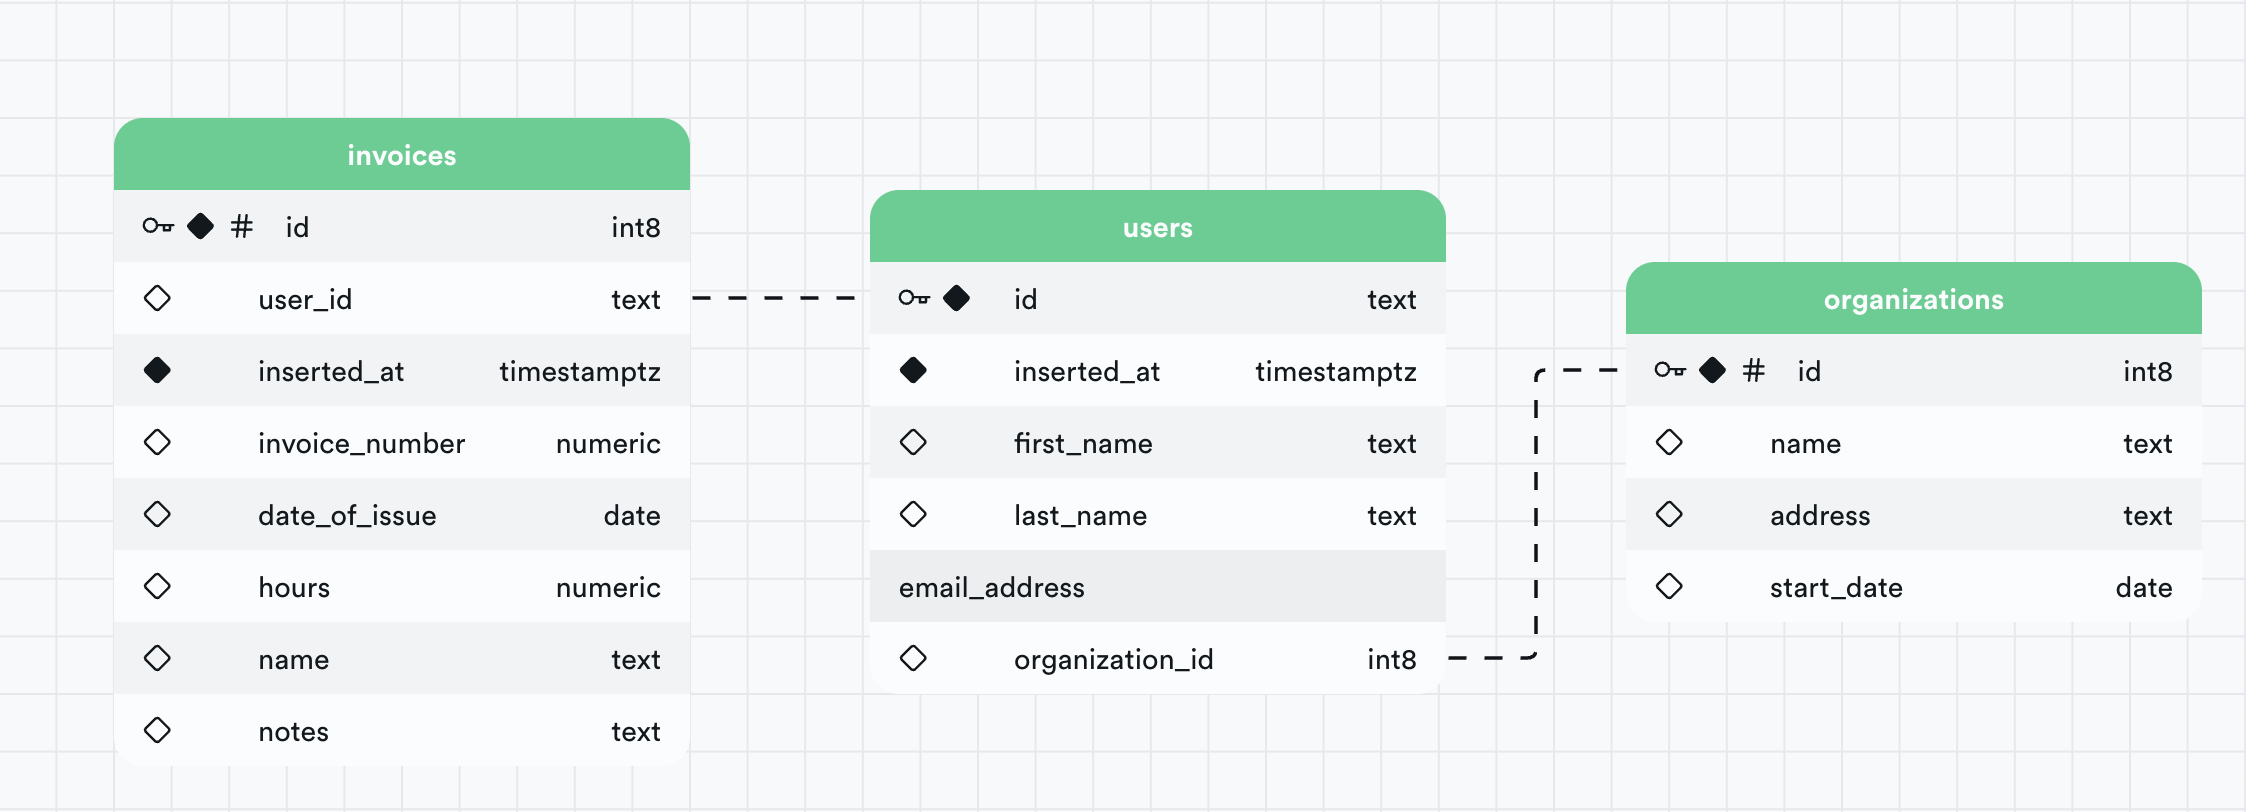 invoices
# id int8
user_id text
inserted_at timestamptz
invoice_number numeric
date_of_issue date
hours numeric
name text
notes text
users
id text
inserted_at timestamptz
first_name text
last_name text
email_address
organization_id int8
organizations
# id int8
name text
address text
start_date date